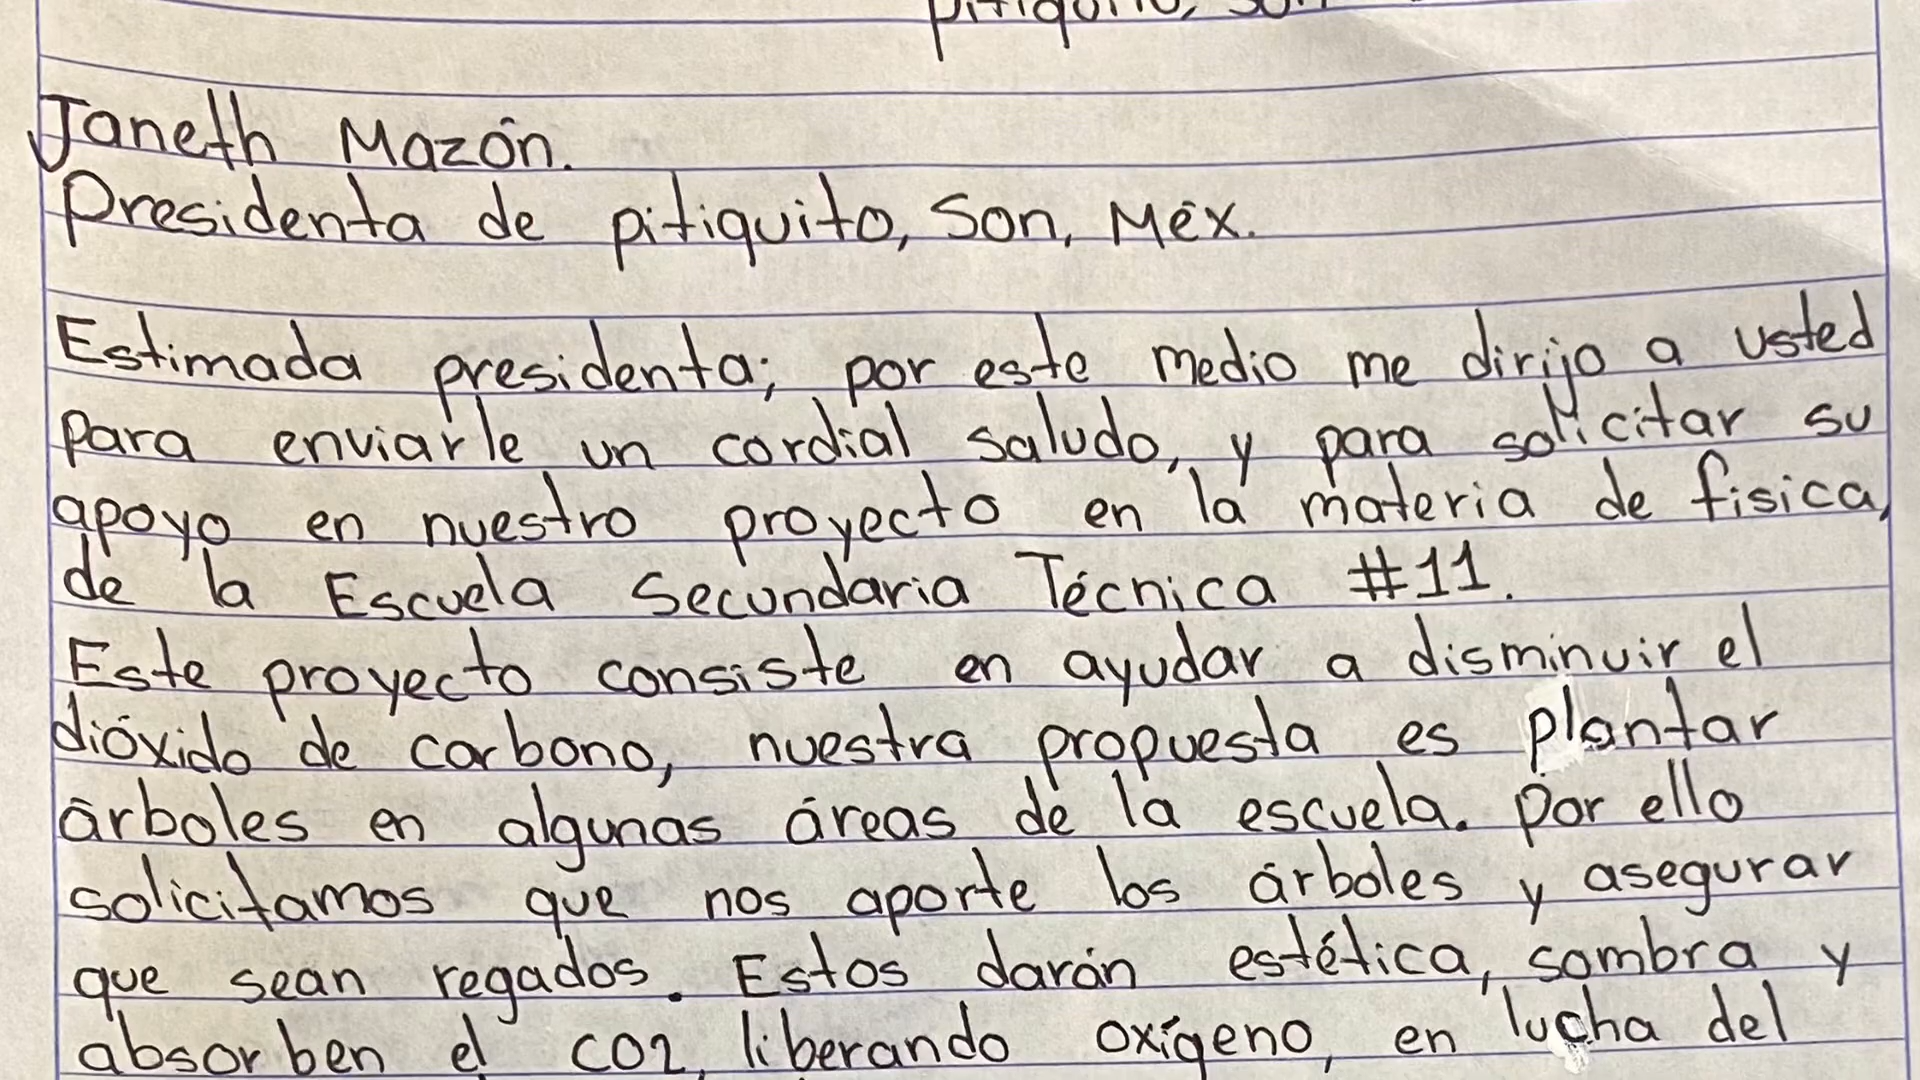 pitiquito, Son
Janeth Mazón.
Presidenta de pitiquito, Son, Méx.
Estimada presidenta; por este medio me dirijo a usted
para enviarle un cordial saludo, y para solicitar su
apoyo en nuestro proyecto en la materia de física,
de la Escuela Secundaria Técnica #11.
Este proyecto consiste en ayudar a disminuir el
dióxido de carbono, nuestra propuesta es plantar
árboles en algunas áreas de la escuela. Por ello
solicitamos que nos aporte los árboles y asegurar
que sean regados. Estos darán estética, sombra y
absorben el CO2, liberando oxígeno, en lucha del